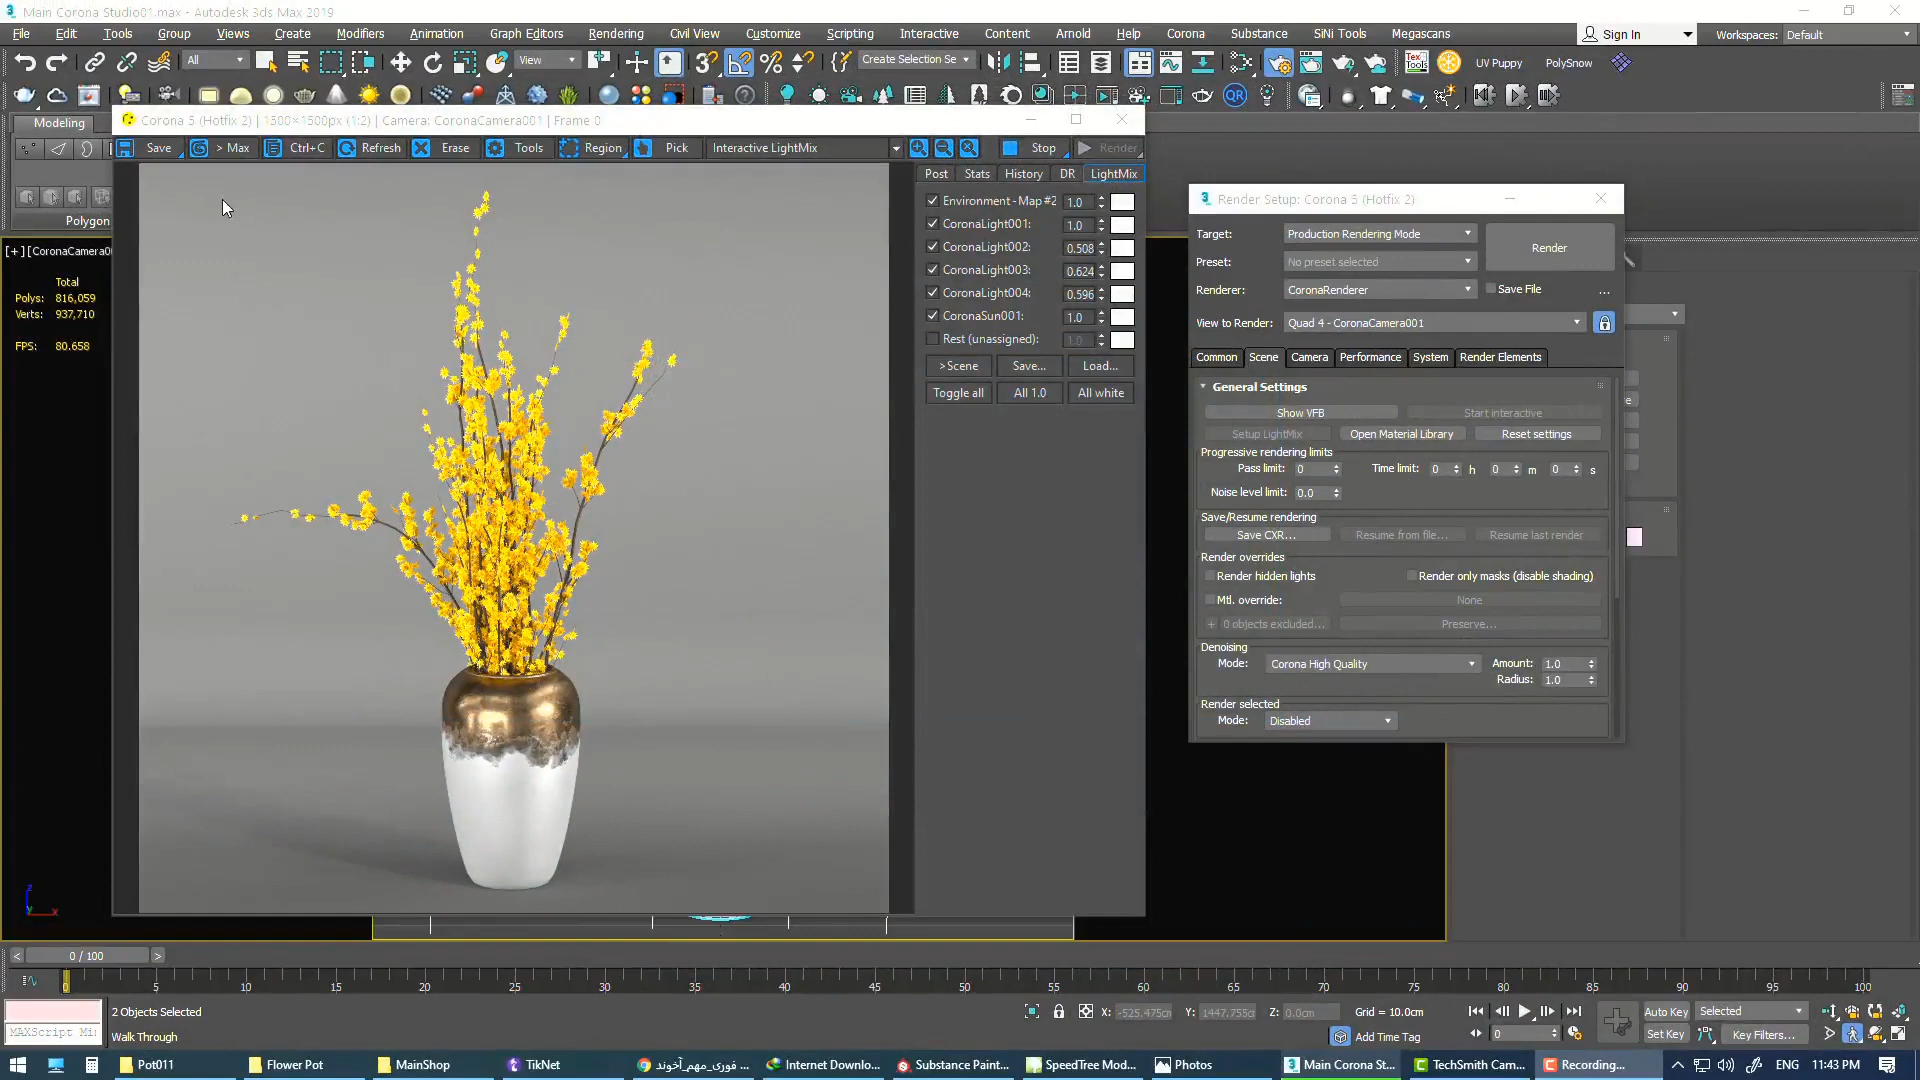 Main Corona Studio01.max - Autodesk 3ds Max 2019
File Edit Tools Group Views Create Modifiers Animation Graph Editors Rendering Civil View Customize Scripting Interactive Content Arnold Help Corona Substance SiNi Tools Megascans Sign In Workspaces: Default
All View Create Selection Se UV Puppy PolySnow
Modeling
Polygon
Corona 5 (Hotfix 2) | 1500×1500px (1:2) | Camera: CoronaCamera001 | Frame 0
Save > Max Ctrl+C Refresh Erase Tools Region Pick Interactive LightMix Stop Render
Post Stats History DR LightMix
Environment - Map #2 1.0
CoronaLight001: 1.0
CoronaLight002: 0.508
CoronaLight003: 0.624
CoronaLight004: 0.596
CoronaSun001: 1.0
Rest (unassigned): 1.0
>Scene Save... Load...
Toggle all All 1.0 All white
[+] [CoronaCamera0
Total
Polys: 816,059
Verts: 937,710
FPS: 80.658
Render Setup: Corona 5 (Hotfix 2)
Target: Production Rendering Mode Render
Preset: No preset selected
Renderer: CoronaRenderer Save File ...
View to Render: Quad 4 - CoronaCamera001
Common Scene Camera Performance System Render Elements
General Settings
Show VFB Start interactive
Setup LightMix Open Material Library Reset settings
Progressive rendering limits
Pass limit: 0 Time limit: 0 h 0 m 0 s
Noise level limit: 0.0
Save/Resume rendering
Save CXR... Resume from file... Resume last render
Render overrides
Render hidden lights Render only masks (disable shading)
Mtl. override: None
+ 0 objects excluded... Preserve...
Denoising
Mode: Corona High Quality Amount: 1.0
Radius: 1.0
Render selected
Mode: Disabled
z
x
< 0 / 100 >
0 5 10 15 20 25 30 35 40 45 50 55 60 65 70 75 80 85 90 95 100
2 Objects Selected X: -525.475cm Y: 1447.755cm Z: 0.0cm Grid = 10.0cm Auto Key Selected
MAXScript Mi Walk Through Add Time Tag 0 Set Key Key Filters...
Pot011 Flower Pot MainShop TikNet فوری_مهم_آخوند ... Internet Downlo... Substance Paint... SpeedTree Mod... Photos Main Corona St... TechSmith Cam... Recording... ENG 11:43 PM